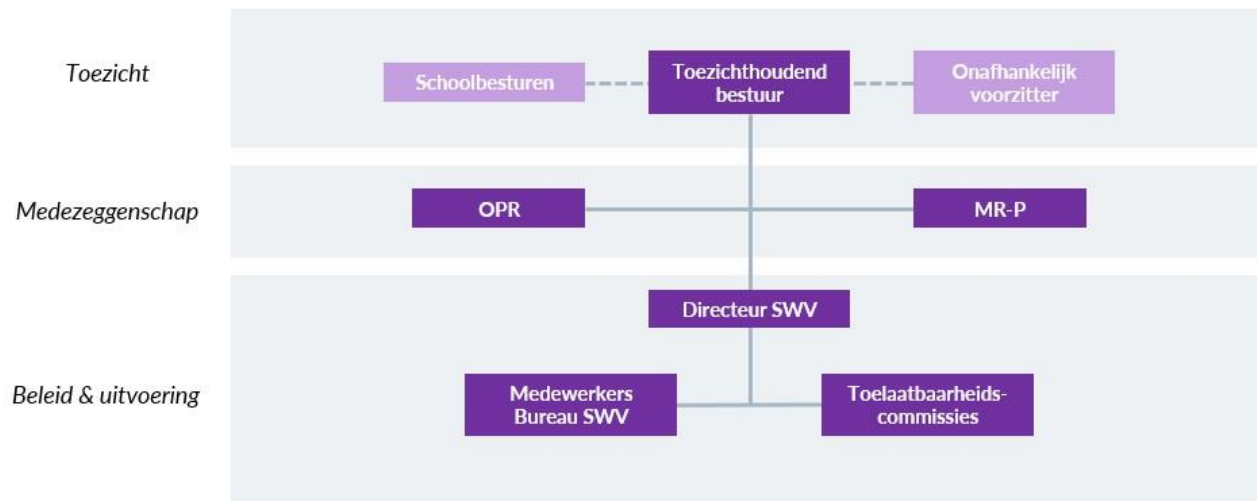 Toezicht
Schoolbesturen
Toezichthoudend
bestuur
Onafhankelijk
voorzitter
Medezeggenschap
OPR
MR-P
Directeur SWV
Beleid & uitvoering
Medewerkers
Bureau SWV
Toelaatbaarheids-
commissies